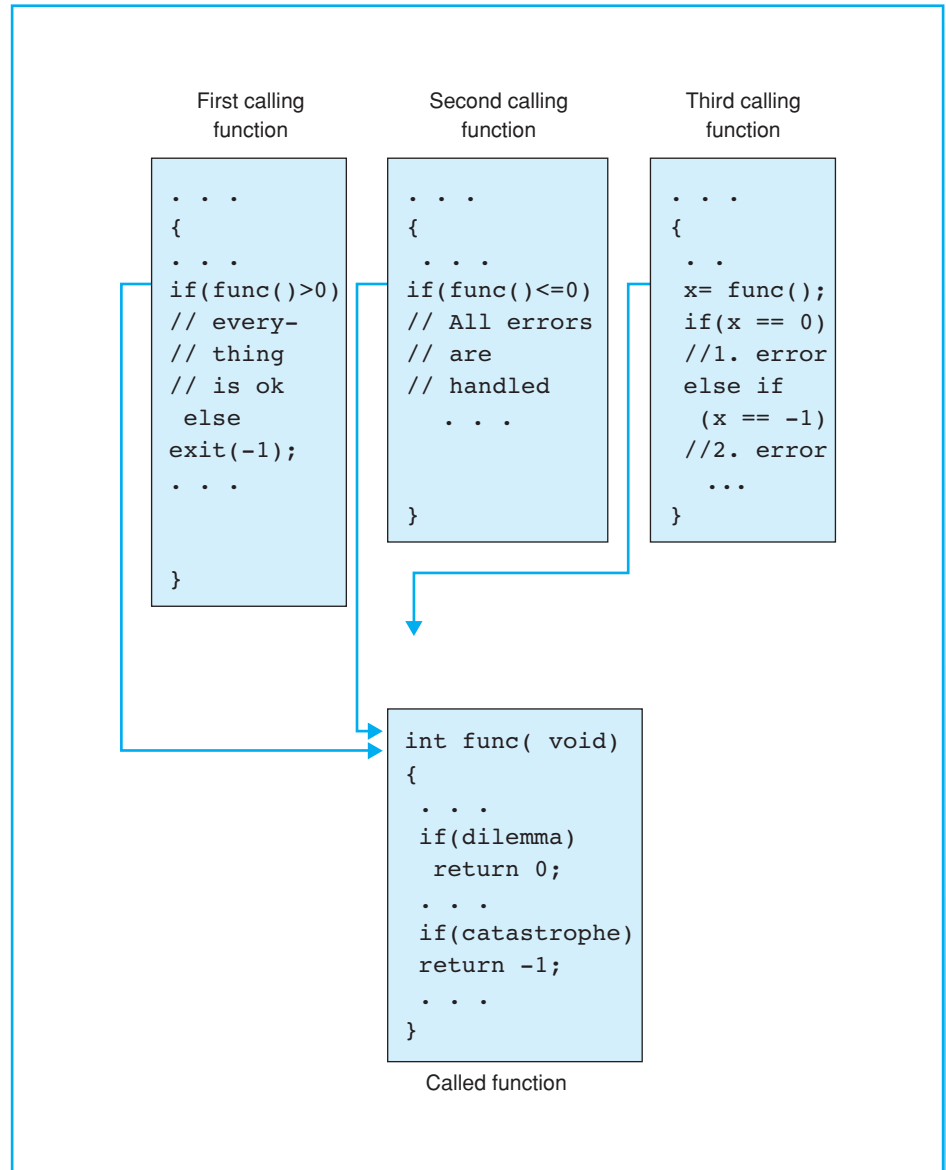 First calling
function
. . .
{
. . .
if(func()>0)
// every-
// thing
// is ok
else
exit(-1);
. . .
}
Second calling
function
. . .
{
. . .
if(func()<=0)
// All errors
// are
// handled
. . .
}
Third calling
function
. . .
{
. .
x= func();
if(x == 0)
//1. error
else if
(x == -1)
//2. error
...
}
int func( void)
{
. . .
if(dilemma)
return 0;
. . .
if(catastrophe)
return -1;
. . .
}
Called function